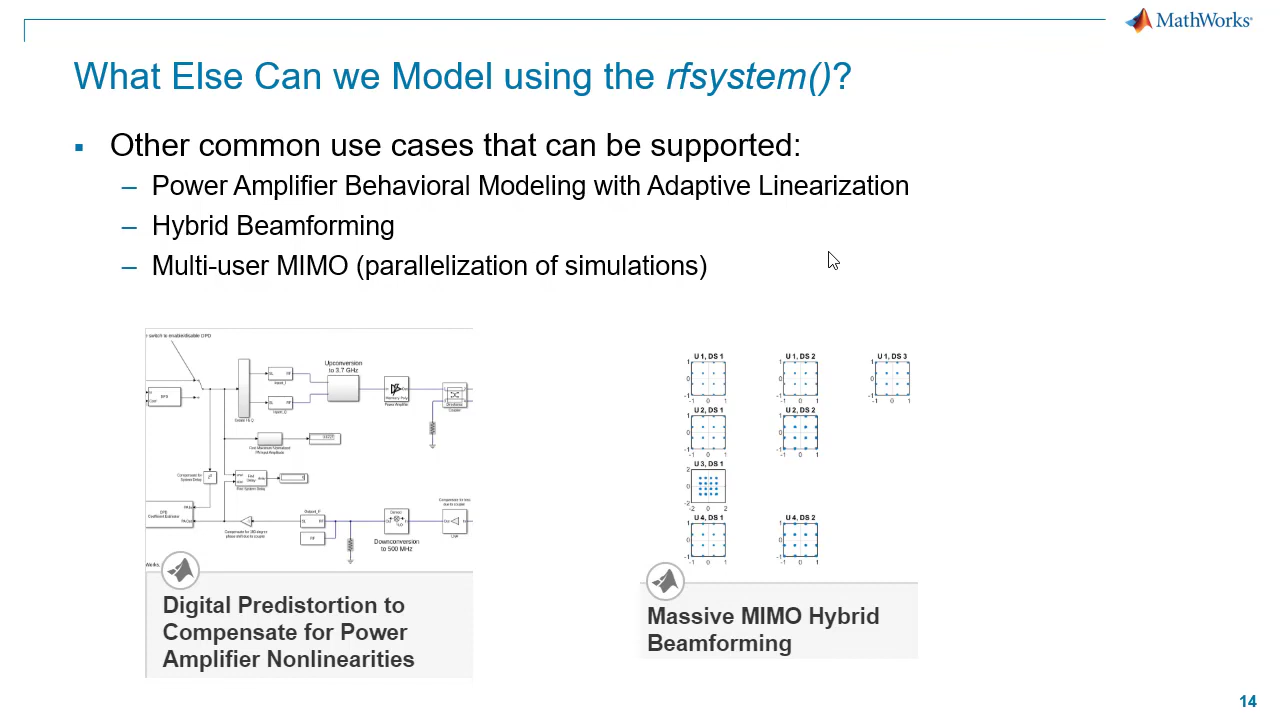 MathWorks
What Else Can we Model using the rfsystem()?
Other common use cases that can be supported:
– Power Amplifier Behavioral Modeling with Adaptive Linearization
– Hybrid Beamforming
– Multi-user MIMO (parallelization of simulations)
Upconversion
to 3.7 GHz
Downconversion
to 500 MHz
Digital Predistortion to
Compensate for Power
Amplifier Nonlinearities
U 1, DS 1
U 1, DS 2
U 1, DS 3
U 2, DS 1
U 2, DS 2
U 3, DS 1
U 4, DS 1
U 4, DS 2
Massive MIMO Hybrid
Beamforming
14